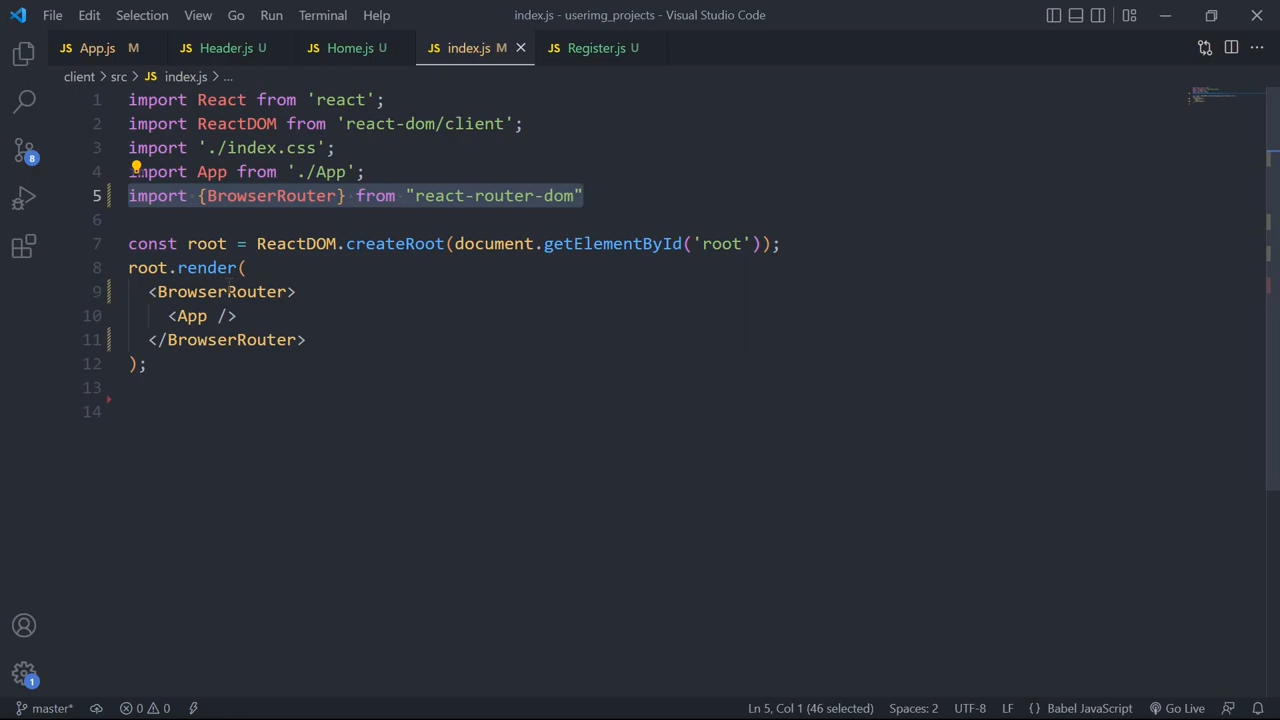 File Edit Selection View Go Run Terminal Help index.js - userimg_projects - Visual Studio Code
JS App.js M JS Header.js U JS Home.js U JS index.js M JS Register.js U
client > src > JS index.js > ...
1 import React from 'react';
2 import ReactDOM from 'react-dom/client';
3 import './index.css';
4 import App from './App';
5 import {BrowserRouter} from "react-router-dom"
6
7 const root = ReactDOM.createRoot(document.getElementById('root'));
8 root.render(
9 <BrowserRouter>
10 <App />
11 </BrowserRouter>
12 );
13
14
8
1
master* 0 0 Ln 5, Col 1 (46 selected) Spaces: 2 UTF-8 LF {} Babel JavaScript Go Live